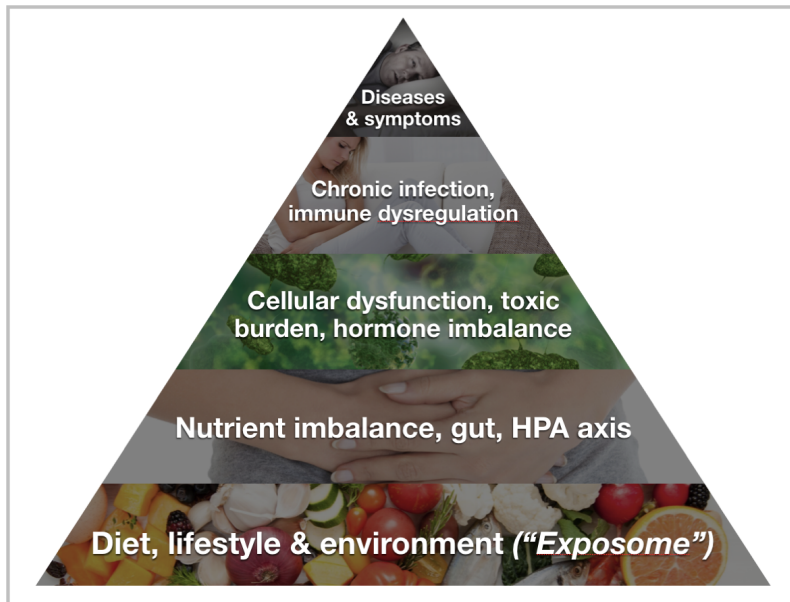 Diseases
& symptoms
Chronic infection,
immune dysregulation
Cellular dysfunction, toxic
burden, hormone imbalance
Nutrient imbalance, gut, HPA axis
Diet, lifestyle & environment (“Exposome”)